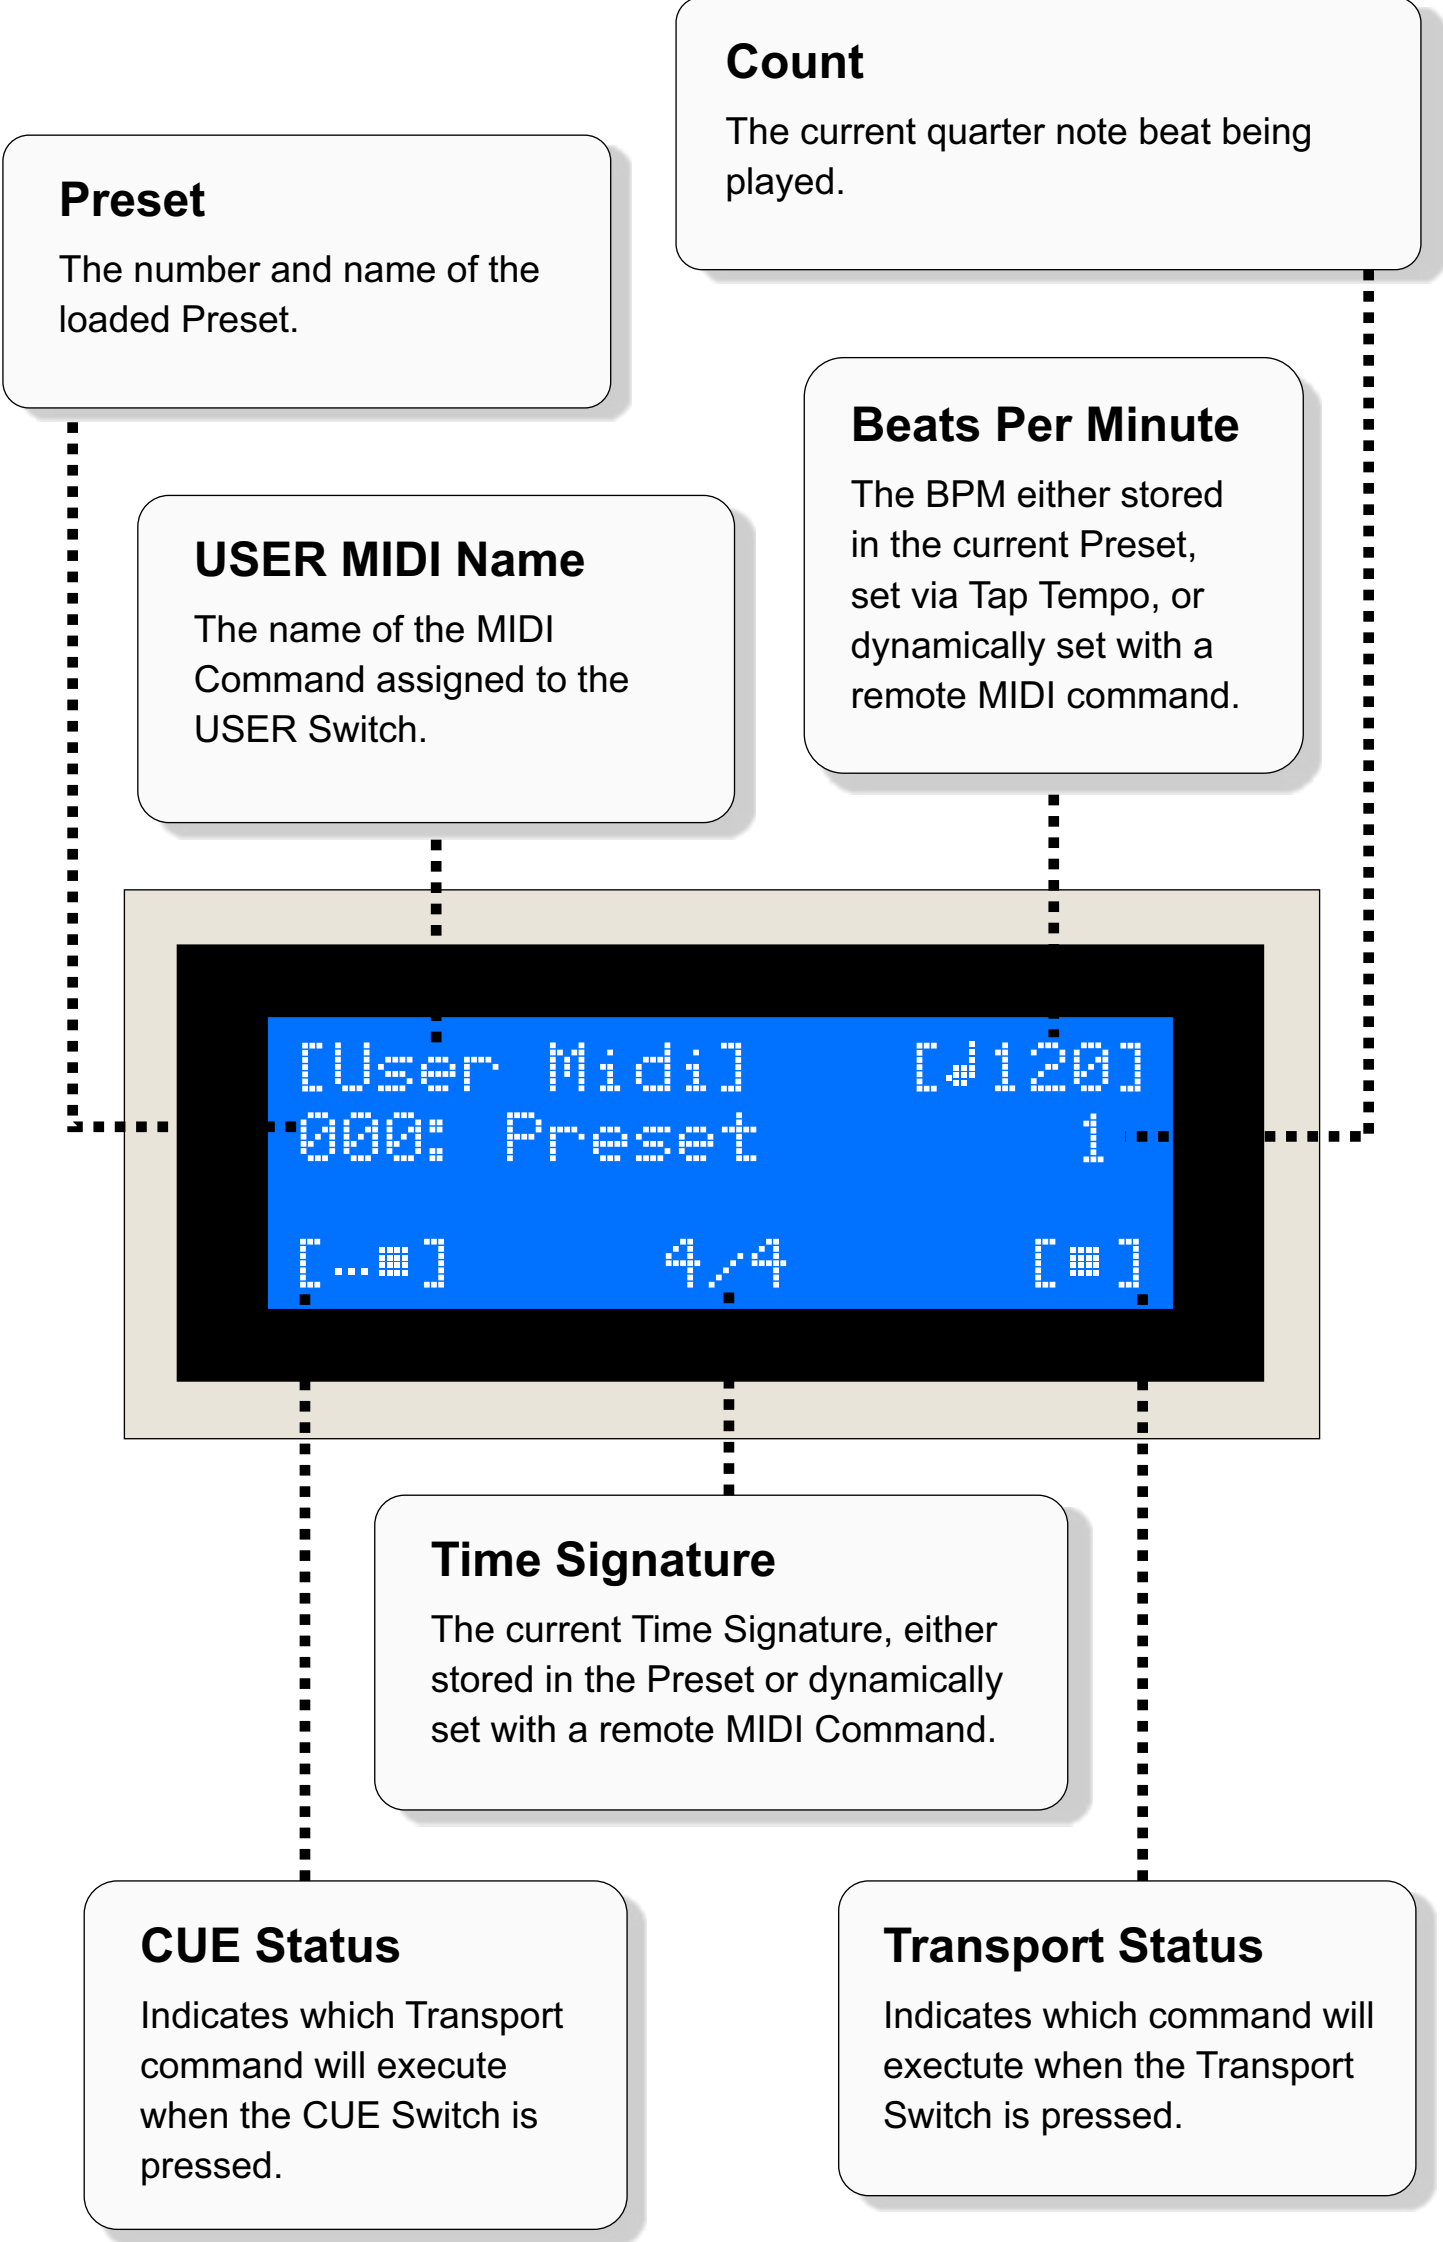 Count
The current quarter note beat being
played.
Preset
The number and name of the
loaded Preset.
Beats Per Minute
The BPM either stored
in the current Preset,
set via Tap Tempo, or
dynamically set with a
remote MIDI command.
USER MIDI Name
The name of the MIDI
Command assigned to the
USER Switch.
[User Midi] [♩120]
000: Preset 1
[…■] 4/4 [■]
Time Signature
The current Time Signature, either
stored in the Preset or dynamically
set with a remote MIDI Command.
CUE Status
Indicates which Transport
command will execute
when the CUE Switch is
pressed.
Transport Status
Indicates which command will
exectute when the Transport
Switch is pressed.